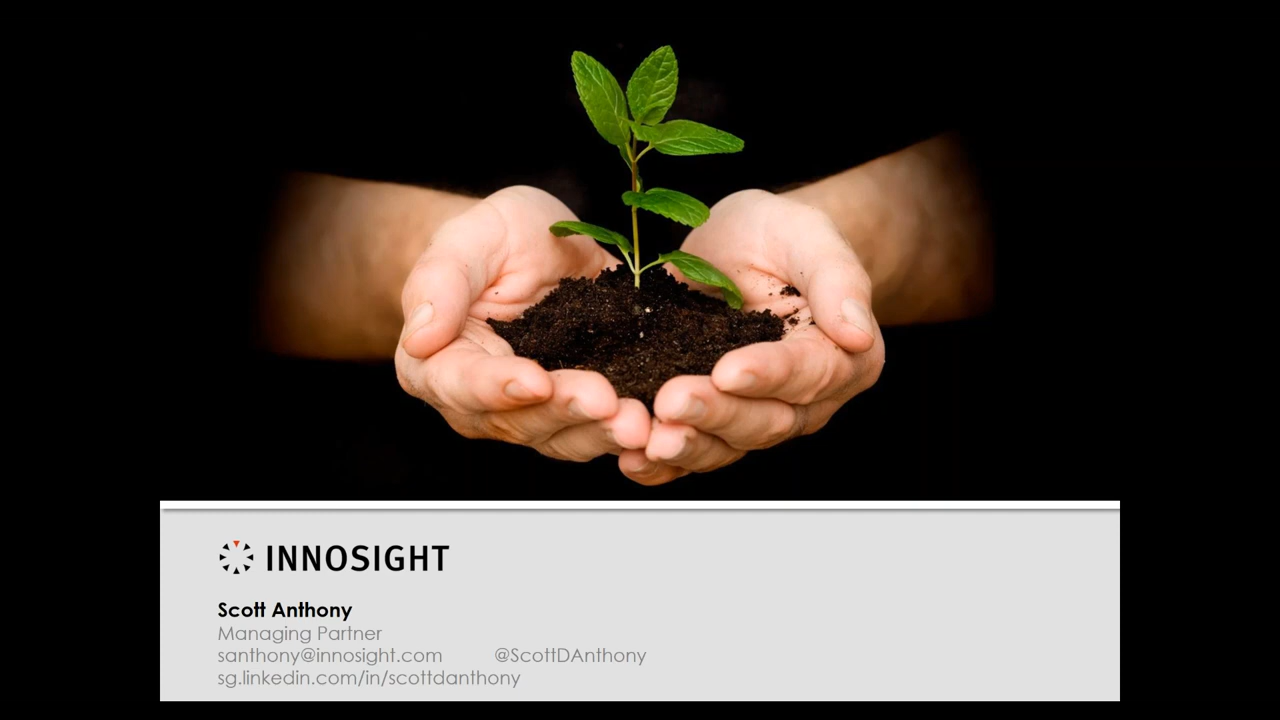 INNOSIGHT
Scott Anthony
Managing Partner
santhony@innosight.com @ScottDAnthony
sg.linkedin.com/in/scottdanthony